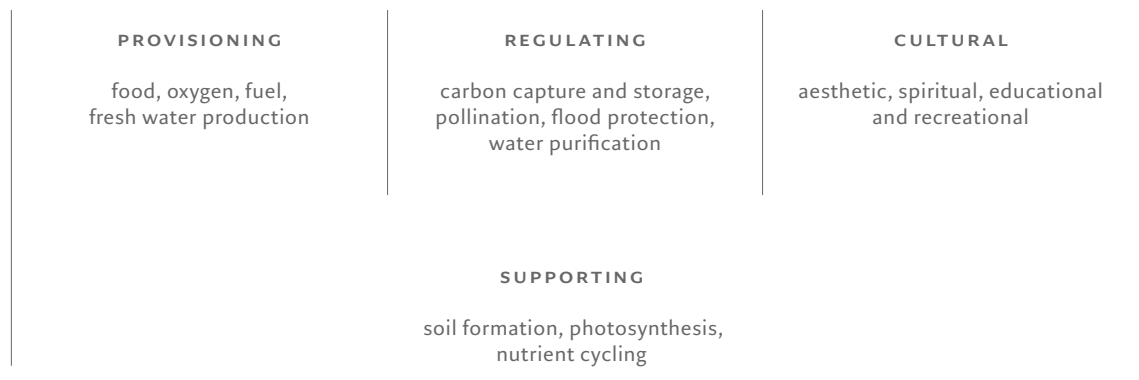 PROVISIONING
food, oxygen, fuel,
fresh water production
REGULATING
carbon capture and storage,
pollination, flood protection,
water purification
CULTURAL
aesthetic, spiritual, educational
and recreational
SUPPORTING
soil formation, photosynthesis,
nutrient cycling